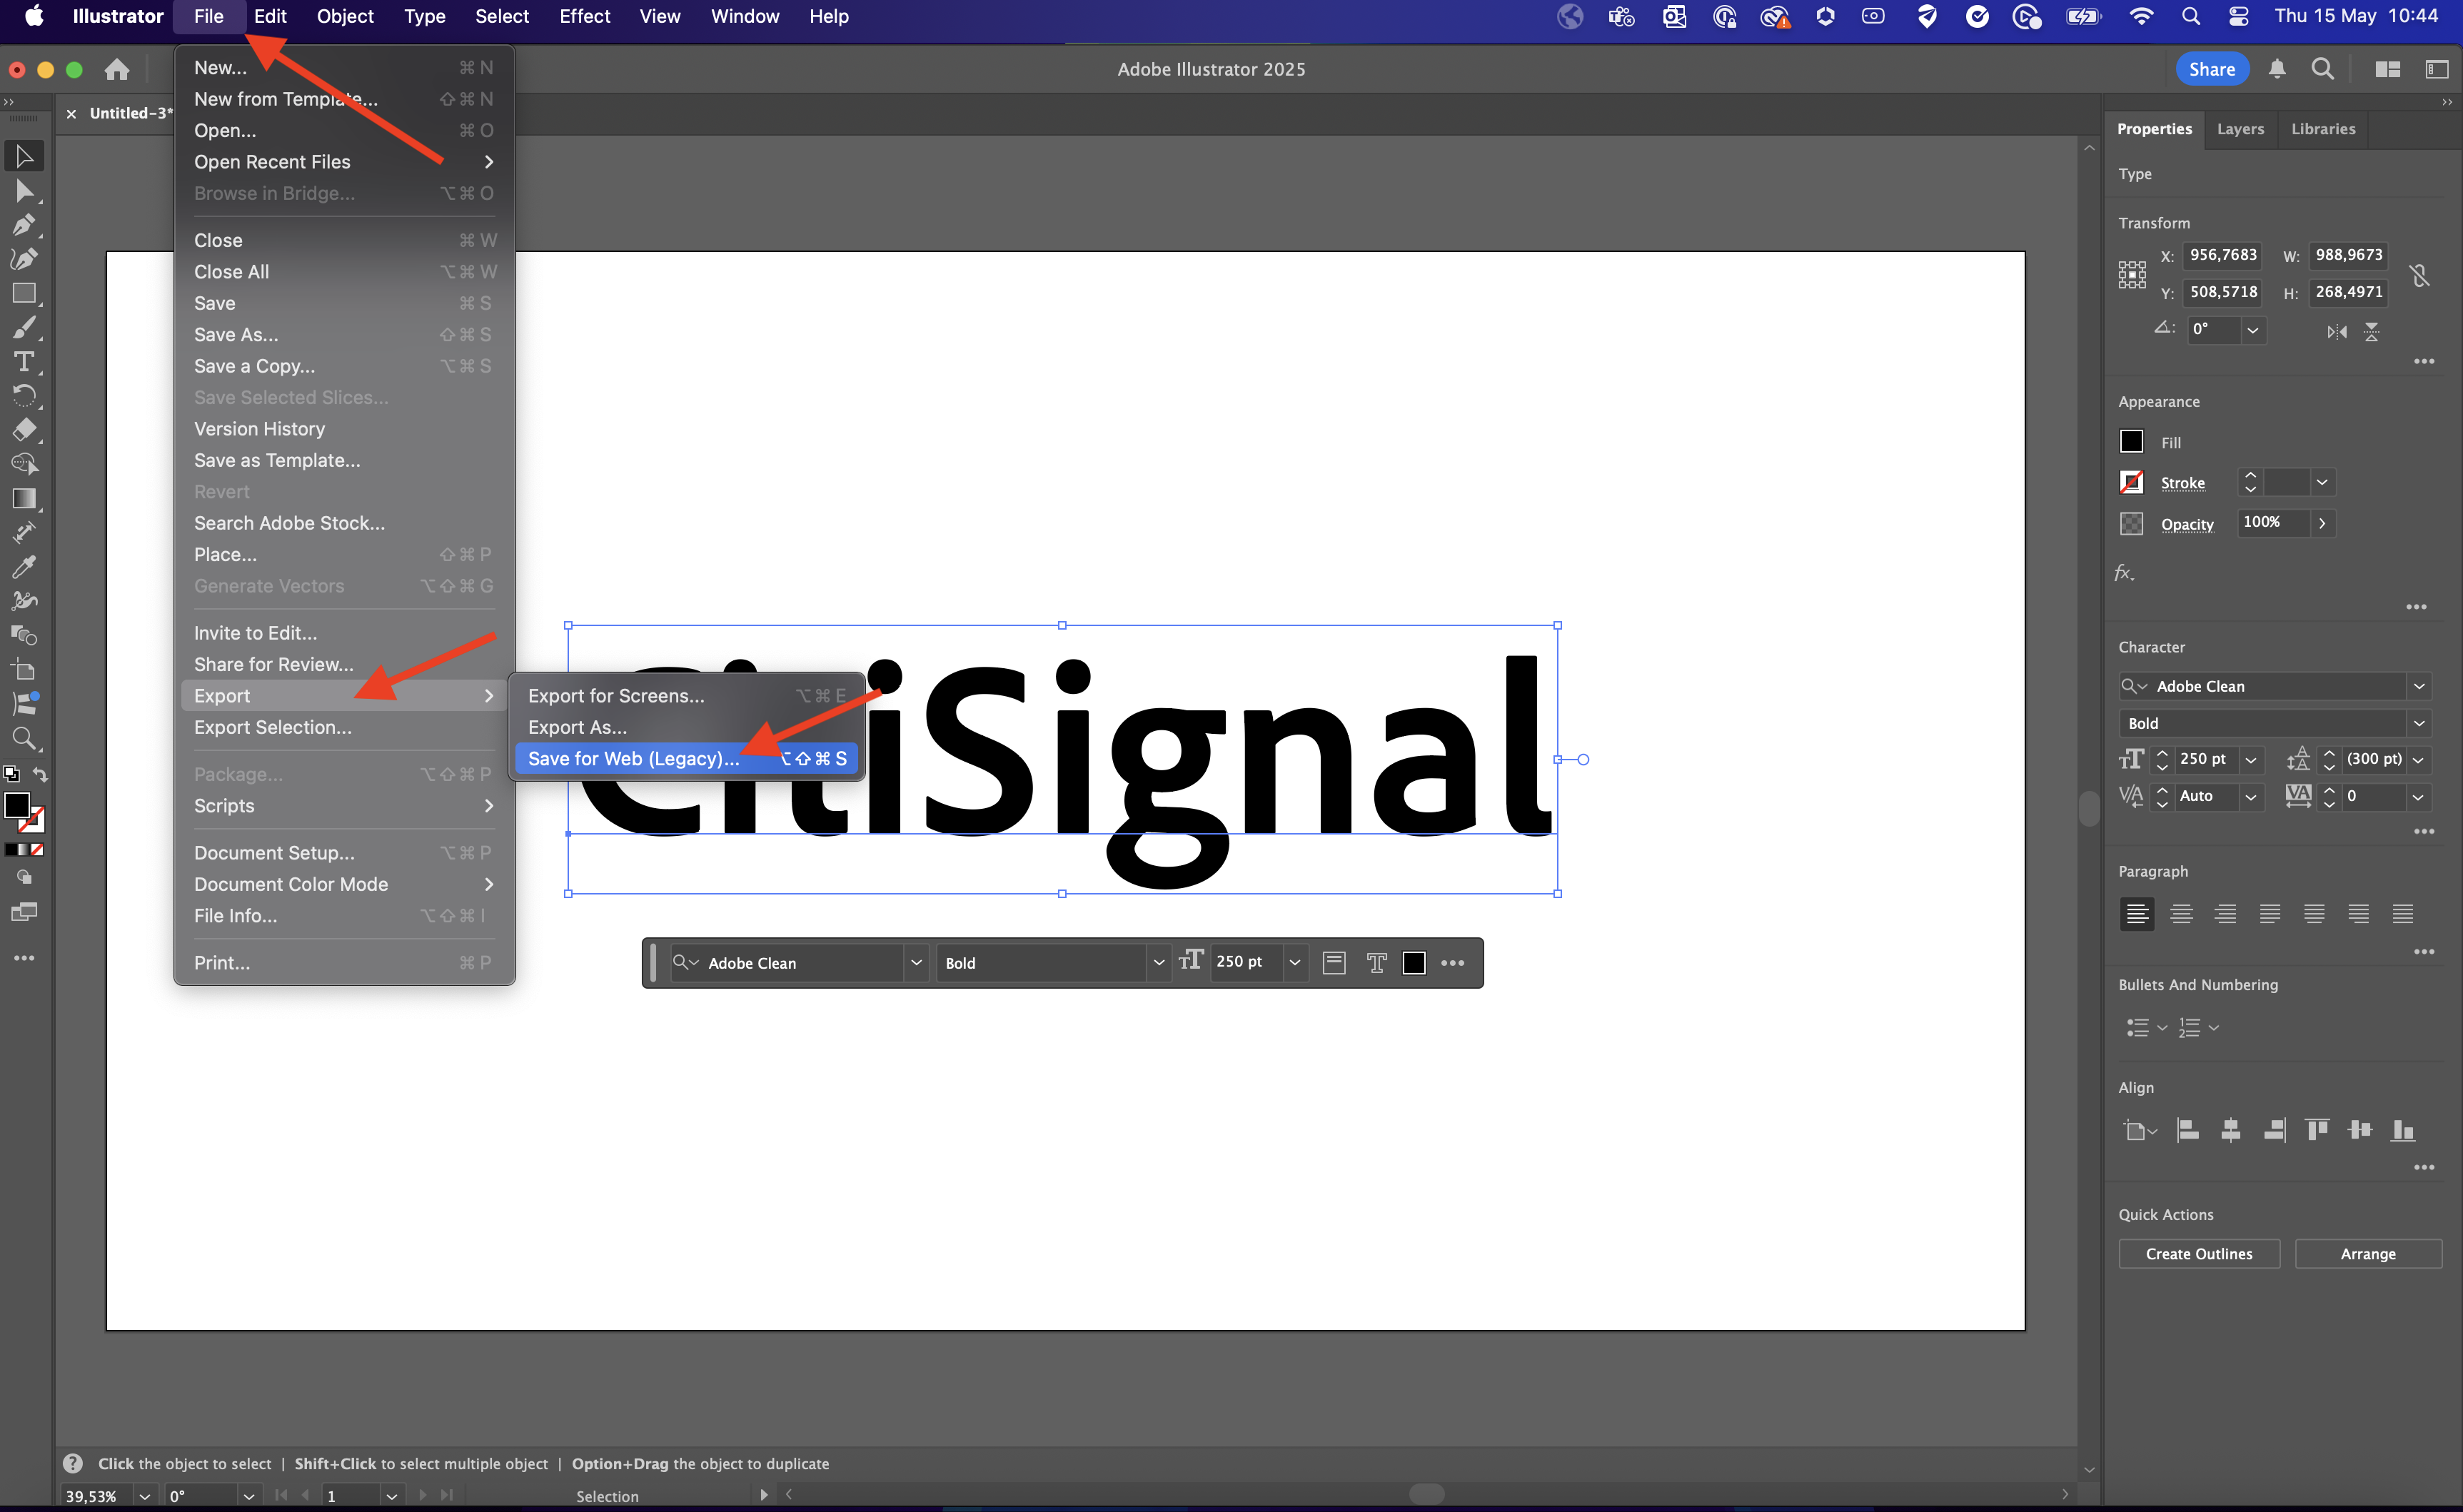 Illustrator File Edit Object Type Select Effect View Window Help Thu 15 May 10:44
Adobe Illustrator 2025 Share
Untitled-3*
New... ⌘ N
New from Template... ⇧ ⌘ N
Open... ⌘ O
Open Recent Files
Browse in Bridge... ⌥ ⌘ O
Close ⌘ W
Close All ⌥ ⌘ W
Save ⌘ S
Save As... ⇧ ⌘ S
Save a Copy... ⌥ ⌘ S
Save Selected Slices...
Version History
Save as Template...
Revert
Search Adobe Stock...
Place... ⇧ ⌘ P
Generate Vectors ⌥ ⇧ ⌘ G
Invite to Edit...
Share for Review...
Export
Export Selection...
Package... ⌥ ⇧ ⌘ P
Scripts
Document Setup... ⌥ ⌘ P
Document Color Mode
File Info... ⌥ ⇧ ⌘ I
Print... ⌘ P
Export for Screens... ⌥ ⌘ E
Export As...
Save for Web (Legacy)... ⌥ ⇧ ⌘ S
CitiSignal
Adobe Clean Bold 250 pt
Properties Layers Libraries
Type
Transform
X: 956,7683 W: 988,9673
Y: 508,5718 H: 268,4971
0°
Appearance
Fill
Stroke
Opacity 100%
fx.
Character
Adobe Clean
Bold
250 pt (300 pt)
Auto 0
Paragraph
Bullets And Numbering
Align
Quick Actions
Create Outlines Arrange
Click the object to select | Shift+Click to select multiple object | Option+Drag the object to duplicate
39,53% 0° 1 Selection